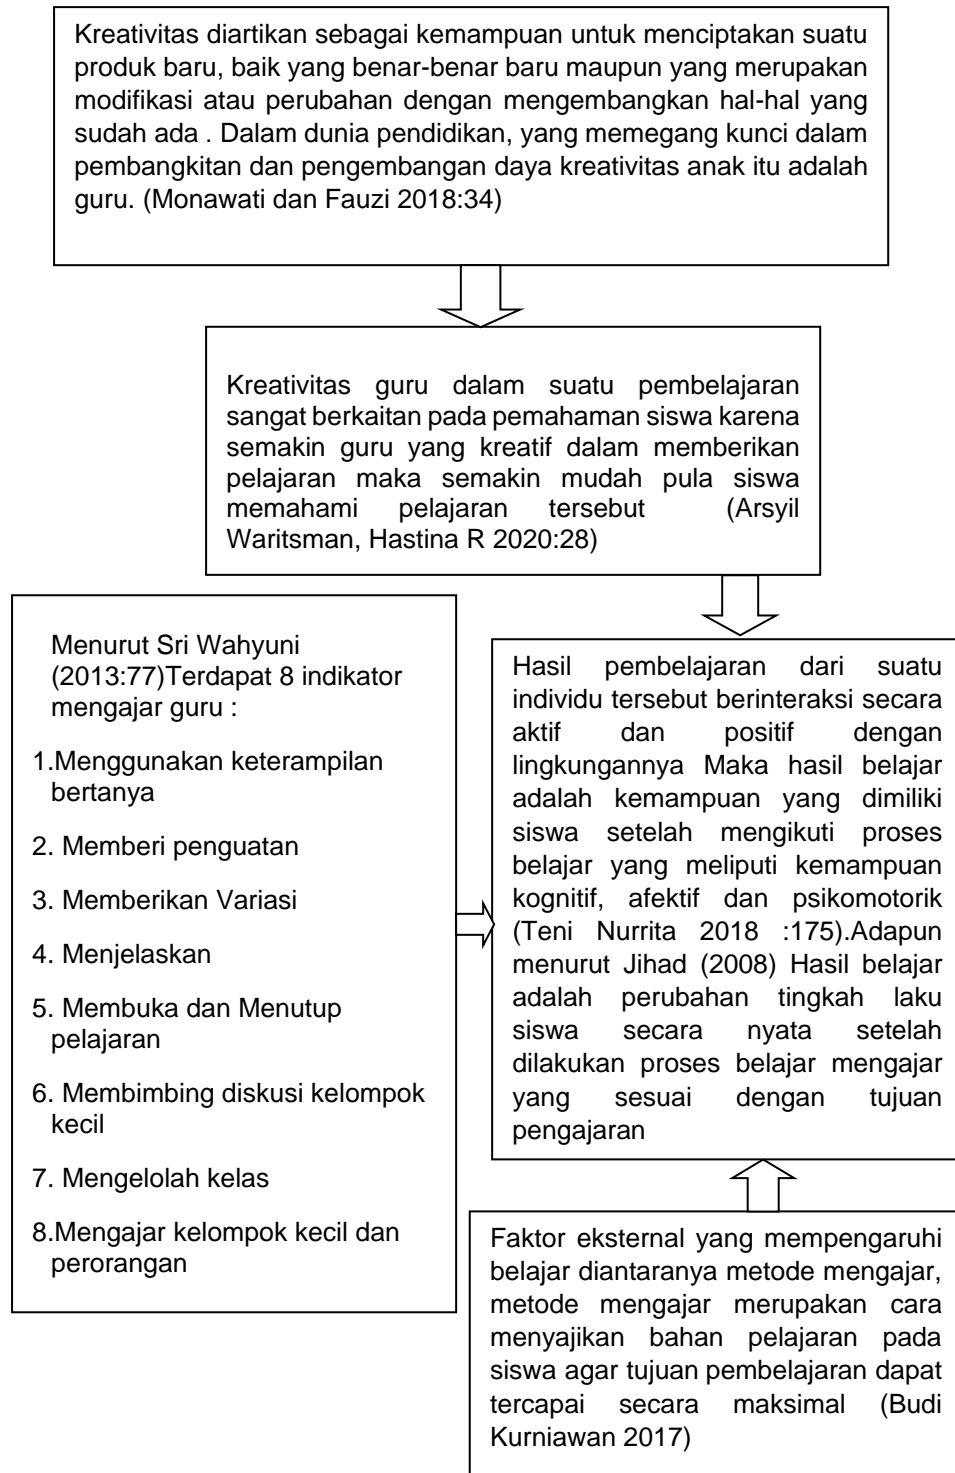 Kreativitas diartikan sebagai kemampuan untuk menciptakan suatu
produk baru, baik yang benar-benar baru maupun yang merupakan
modifikasi atau perubahan dengan mengembangkan hal-hal yang
sudah ada . Dalam dunia pendidikan, yang memegang kunci dalam
pembangkitan dan pengembangan daya kreativitas anak itu adalah
guru. (Monawati dan Fauzi 2018:34)
Kreativitas guru dalam suatu pembelajaran
sangat berkaitan pada pemahaman siswa karena
semakin guru yang kreatif dalam memberikan
pelajaran maka semakin mudah pula siswa
memahami pelajaran tersebut (Arsyil
Waritsman, Hastina R 2020:28)
Menurut Sri Wahyuni
(2013:77)Terdapat 8 indikator
mengajar guru :
1.Menggunakan keterampilan
bertanya
2. Memberi penguatan
3. Memberikan Variasi
4. Menjelaskan
5. Membuka dan Menutup
pelajaran
6. Membimbing diskusi kelompok
kecil
7. Mengelolah kelas
8.Mengajar kelompok kecil dan
perorangan
Hasil pembelajaran dari suatu
individu tersebut berinteraksi secara
aktif dan positif dengan
lingkungannya Maka hasil belajar
adalah kemampuan yang dimiliki
siswa setelah mengikuti proses
belajar yang meliputi kemampuan
kognitif, afektif dan psikomotorik
(Teni Nurrita 2018 :175).Adapun
menurut Jihad (2008) Hasil belajar
adalah perubahan tingkah laku
siswa secara nyata setelah
dilakukan proses belajar mengajar
yang sesuai dengan tujuan
pengajaran
Faktor eksternal yang mempengaruhi
belajar diantaranya metode mengajar,
metode mengajar merupakan cara
menyajikan bahan pelajaran pada
siswa agar tujuan pembelajaran dapat
tercapai secara maksimal (Budi
Kurniawan 2017)